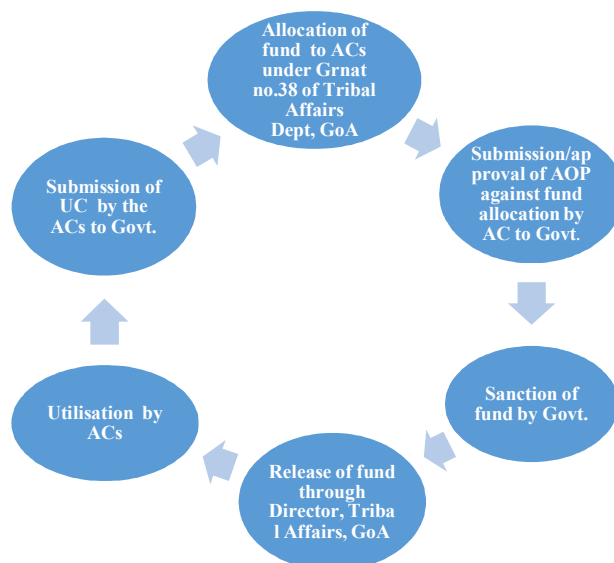 Allocation of
fund to ACs
under Grnat
no.38 of Tribal
Affairs
Dept, GoA
Submission/ap
proval of AOP
against fund
allocation by
AC to Govt.
Sanction of
fund by Govt.
Release of fund
through
Director, Triba
l Affairs, GoA
Utilisation by
ACs
Submission of
UC by the
ACs to Govt.